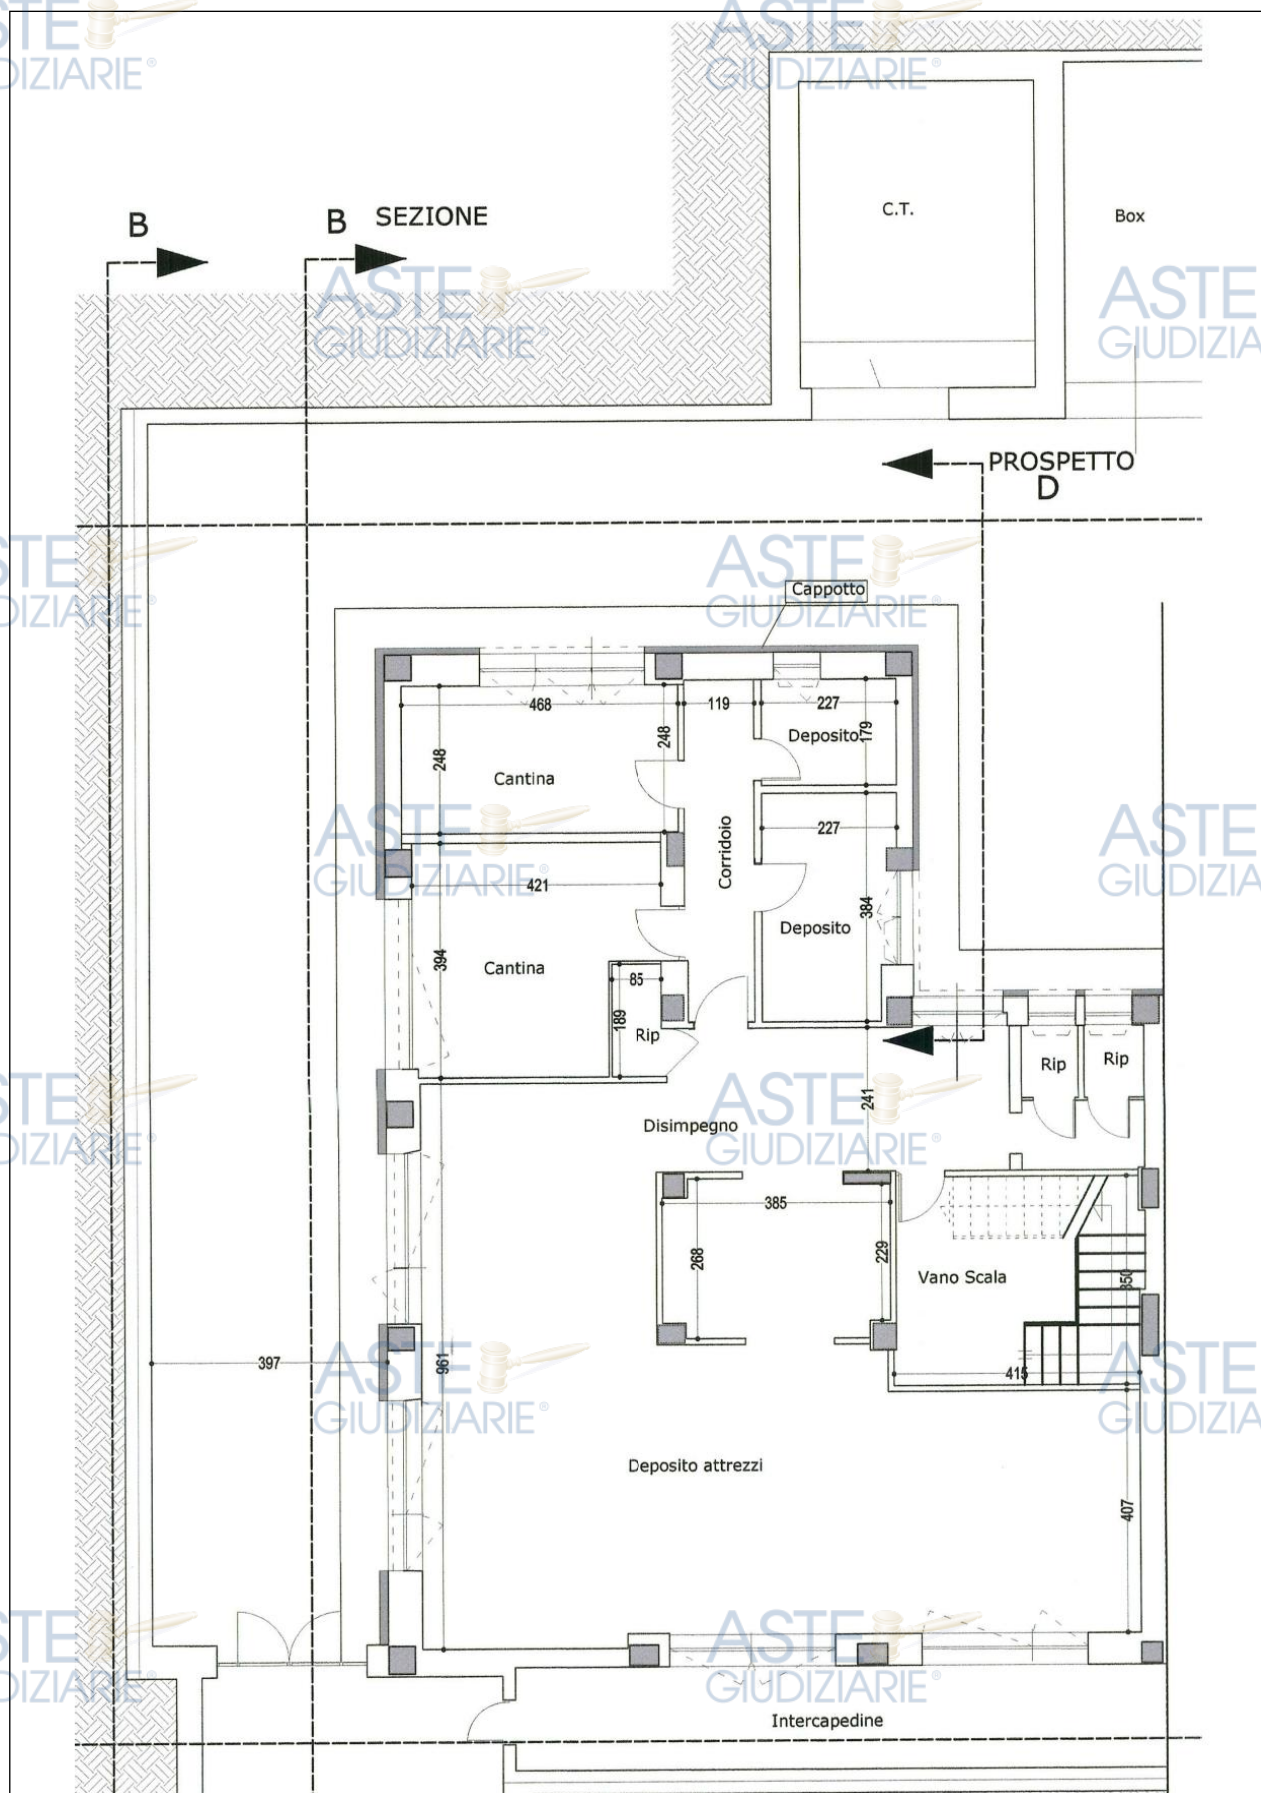 ASTE
GIUDIZIARIE®
C.T.
Box
B
B
SEZIONE
PROSPETTO
D
Cappotto
468
119
227
Deposito
179
248
248
Cantina
Corridoio
227
421
384
Deposito
394
Cantina
85
189
Rip
Rip
Rip
241
Disimpegno
385
268
229
Vano Scala
350
397
961
415
Deposito attrezzi
407
Intercapedine